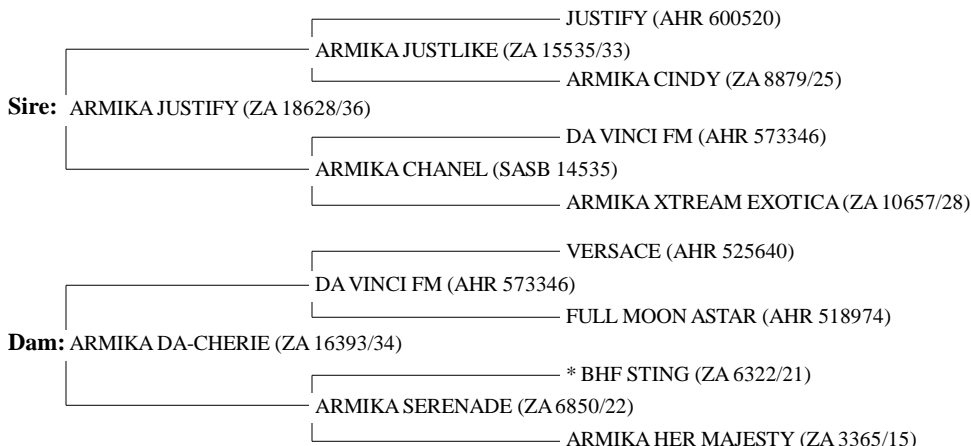 JUSTIFY (AHR 600520)
ARMIKA JUSTLIKE (ZA 15535/33)
ARMIKA CINDY (ZA 8879/25)
Sire: ARMIKA JUSTIFY (ZA 18628/36)
DA VINCI FM (AHR 573346)
ARMIKA CHANEL (SASB 14535)
ARMIKA XTREAM EXOTICA (ZA 10657/28)
VERSACE (AHR 525640)
DA VINCI FM (AHR 573346)
FULL MOON ASTAR (AHR 518974)
Dam: ARMIKA DA-CHERIE (ZA 16393/34)
* BHF STING (ZA 6322/21)
ARMIKA SERENADE (ZA 6850/22)
ARMIKA HER MAJESTY (ZA 3365/15)